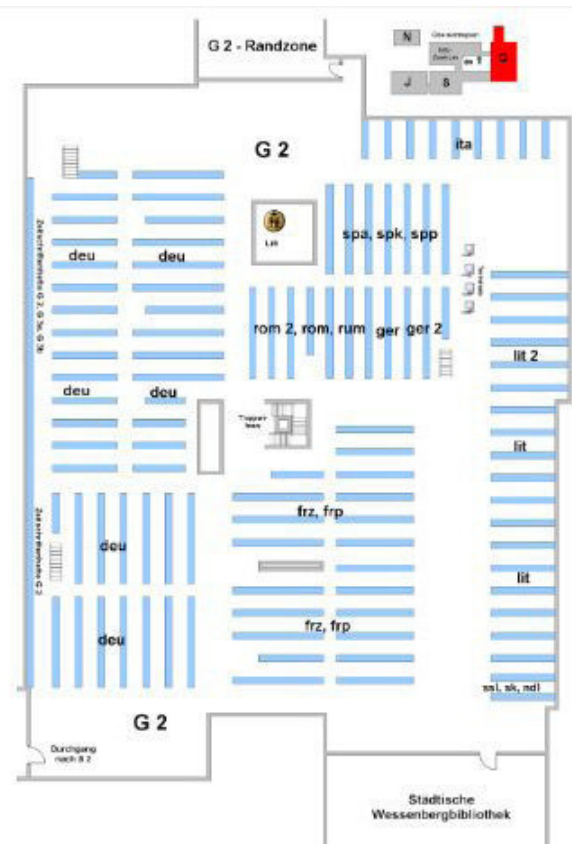 G 2 - Randzone
N
J
S
G
G 2
ita
spa, spk, spp
Lift
deu
deu
rom 2, rom, rum
ger
ger 2
lit 2
deu
deu
lit
frz, frp
deu
lit
frz, frp
deu
ssl, sk, ndl
G 2
Durchgang
nach B 2
Städtische
Wessenbergbibliothek